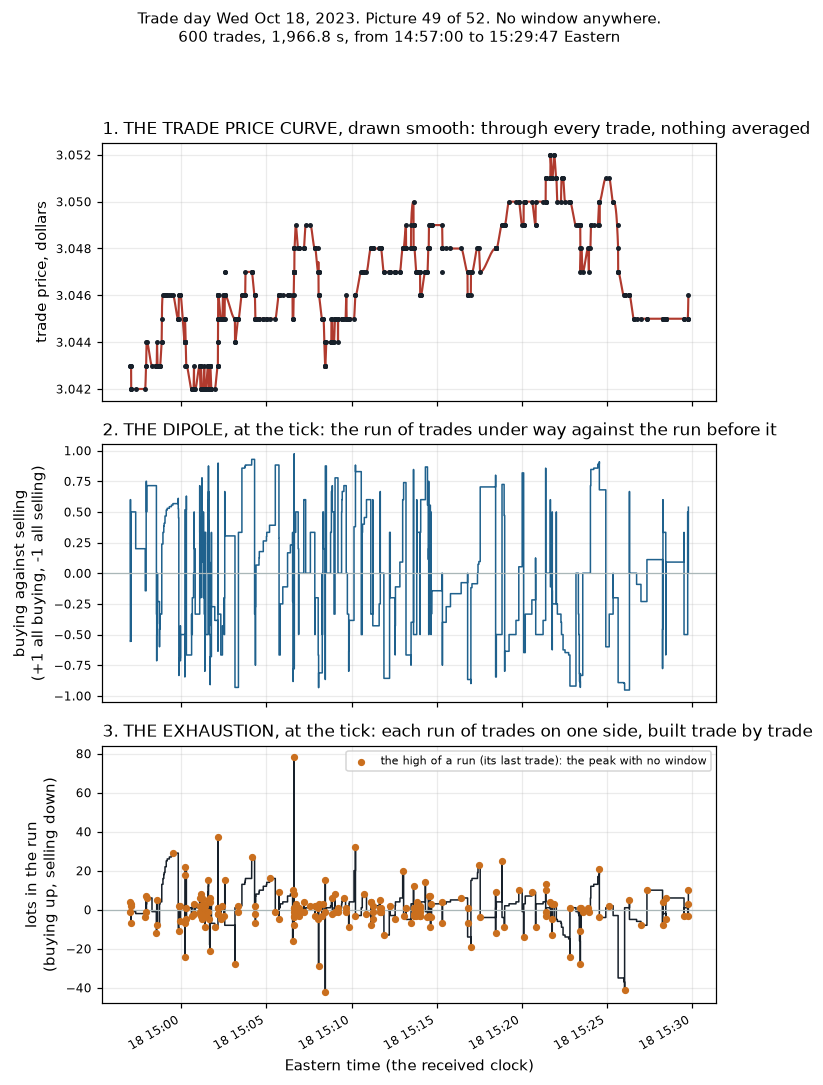 Trade day Wed Oct 18, 2023. Picture 49 of 52. No window anywhere.
600 trades, 1,966.8 s, from 14:57:00 to 15:29:47 Eastern
1. THE TRADE PRICE CURVE, drawn smooth: through every trade, nothing averaged
trade price, dollars
3.052
3.050
3.048
3.046
3.044
3.042
2. THE DIPOLE, at the tick: the run of trades under way against the run before it
buying against selling
(+1 all buying, -1 all selling)
1.00
0.75
0.50
0.25
0.00
−0.25
−0.50
−0.75
−1.00
3. THE EXHAUSTION, at the tick: each run of trades on one side, built trade by trade
the high of a run (its last trade): the peak with no window
lots in the run
(buying up, selling down)
80
60
40
20
0
−20
−40
18 15:00
18 15:05
18 15:10
18 15:15
18 15:20
18 15:25
18 15:30
Eastern time (the received clock)